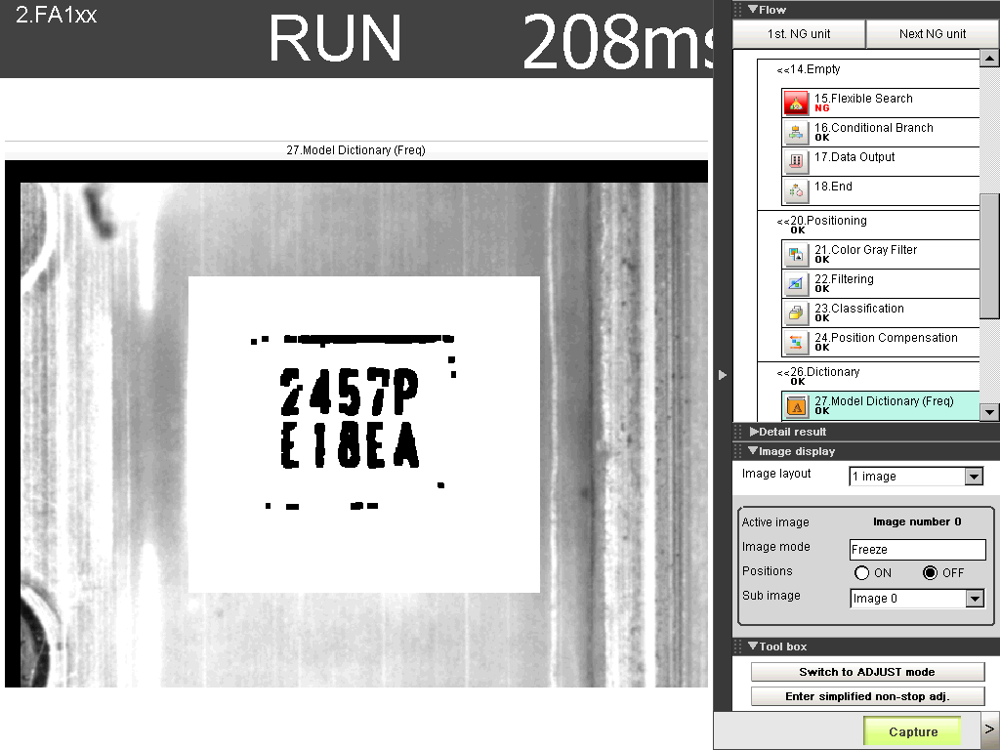 2.FA1xx
RUN
208ms
27.Model Dictionary (Freq)
2457P
E18EA
Flow
1st. NG unit
Next NG unit
<<14.Empty
15.Flexible Search
NG
16.Conditional Branch
OK
17.Data Output
18.End
<<20.Positioning
OK
21.Color Gray Filter
OK
22.Filtering
OK
23.Classification
OK
24.Position Compensation
OK
<<26.Dictionary
OK
27.Model Dictionary (Freq)
OK
Detail result
Image display
Image layout
1 image
Active image
Image number 0
Image mode
Freeze
Positions
ON
OFF
Sub image
Image 0
Tool box
Switch to ADJUST mode
Enter simplified non-stop adj.
Capture
>